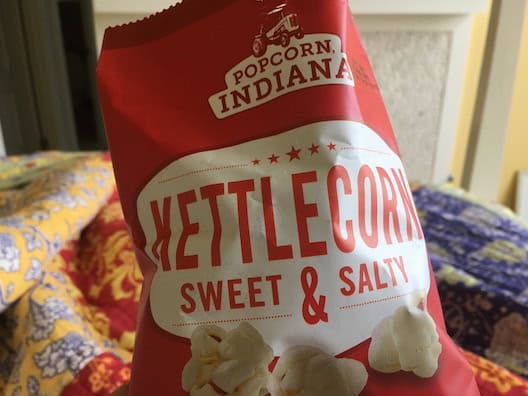 POPCORN,
INDIANA
KETTLECORN
SWEET & SALTY